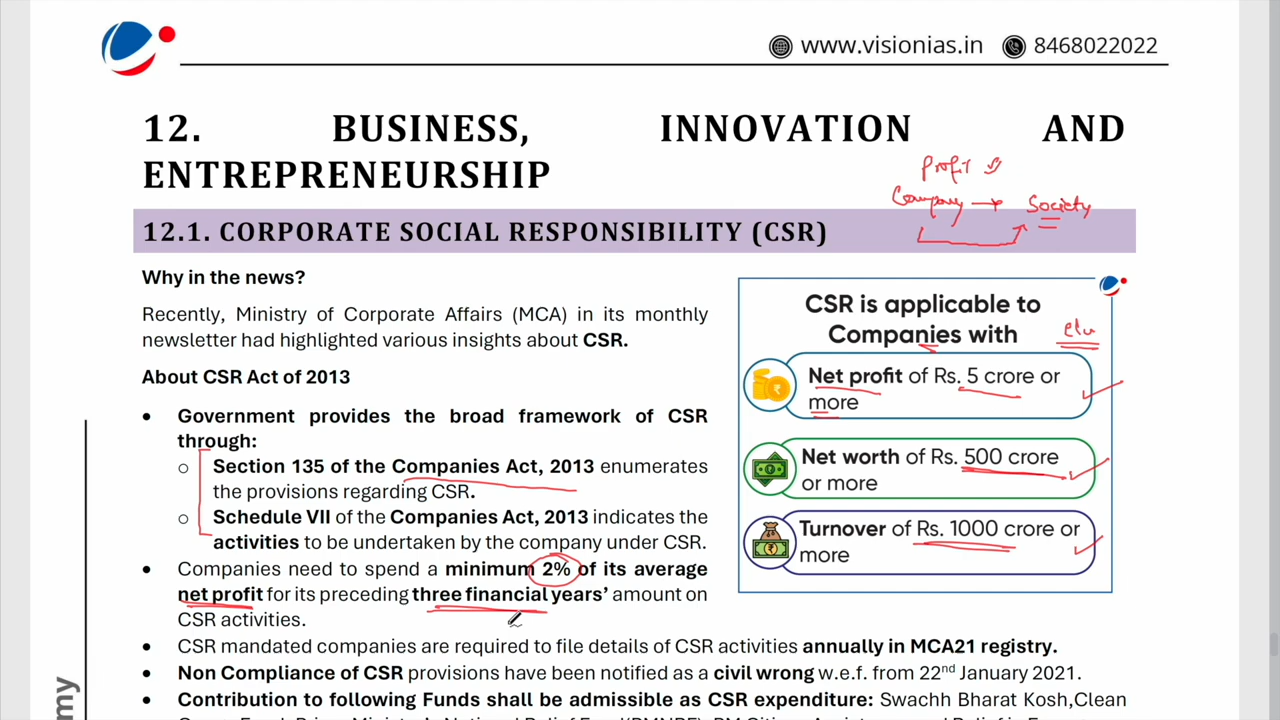 www.visionias.in 8468022022
12. BUSINESS, INNOVATION AND
ENTREPRENEURSHIP
Profit
Company → Society
12.1. CORPORATE SOCIAL RESPONSIBILITY (CSR)
Why in the news?
Recently, Ministry of Corporate Affairs (MCA) in its monthly
newsletter had highlighted various insights about CSR.
About CSR Act of 2013
• Government provides the broad framework of CSR
through:
○ Section 135 of the Companies Act, 2013 enumerates
the provisions regarding CSR.
○ Schedule VII of the Companies Act, 2013 indicates the
activities to be undertaken by the company under CSR.
• Companies need to spend a minimum 2% of its average
net profit for its preceding three financial years’ amount on
CSR activities.
CSR is applicable to
Companies with
Net profit of Rs. 5 crore or
more
Net worth of Rs. 500 crore
or more
Turnover of Rs. 1000 crore or
more
• CSR mandated companies are required to file details of CSR activities annually in MCA21 registry.
• Non Compliance of CSR provisions have been notified as a civil wrong w.e.f. from 22nd January 2021.
• Contribution to following Funds shall be admissible as CSR expenditure: Swachh Bharat Kosh,Clean
my